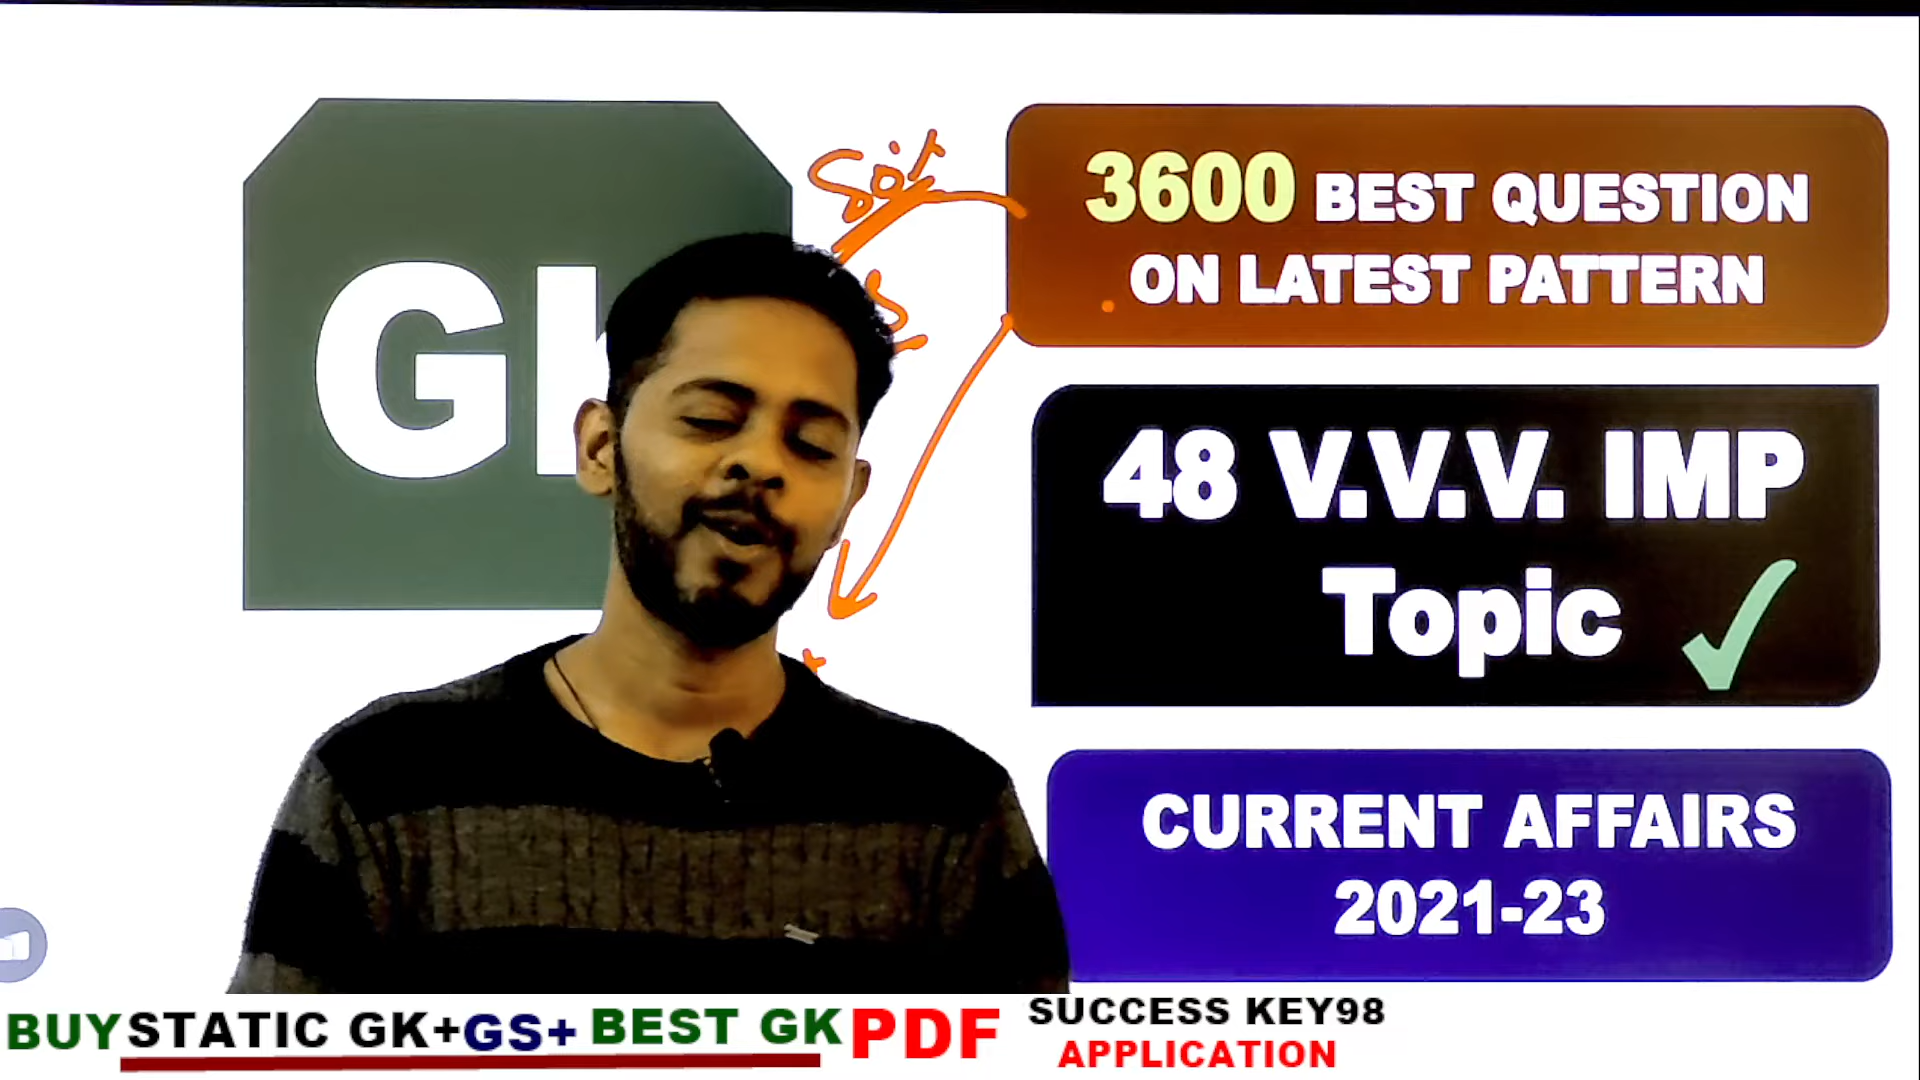 G
3600 BEST QUESTION
ON LATEST PATTERN
48 V.V.V. IMP
Topic
CURRENT AFFAIRS
2021-23
BUY STATIC GK+GS+ BEST GK PDF
SUCCESS KEY98
APPLICATION